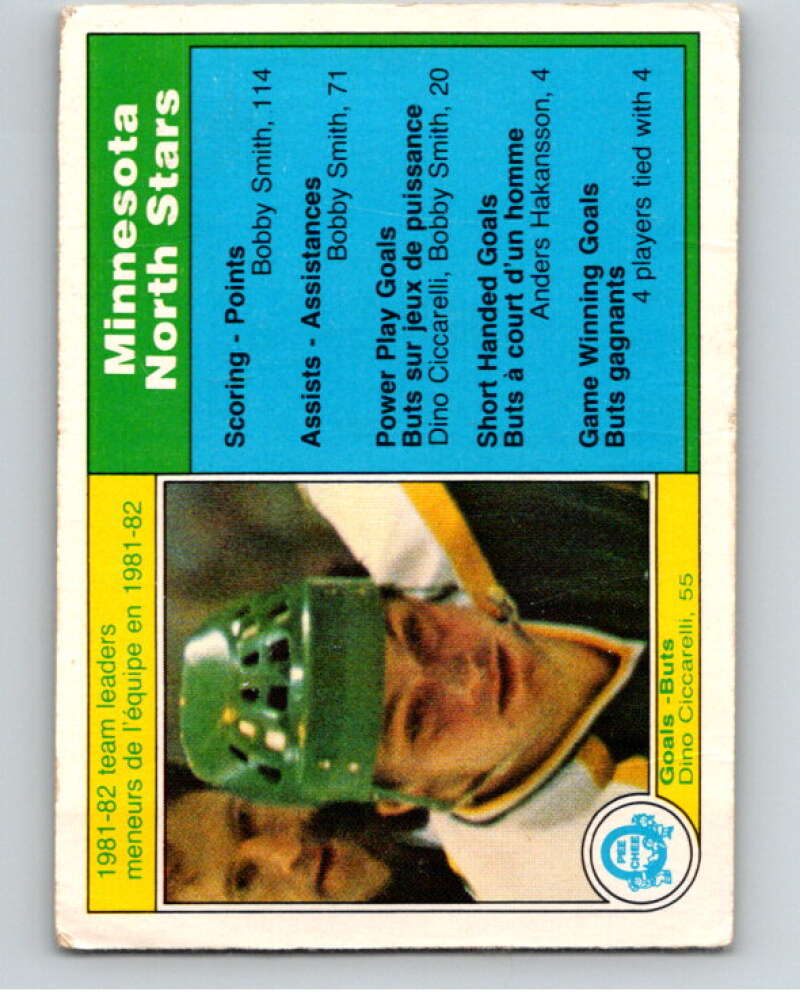 1981-82 team leaders
meneurs de l'équipe en 1981-82
Goals -Buts
Dino Ciccarelli, 55
PEE
CHEE
Minnesota
North Stars
Scoring - Points
Bobby Smith, 114
Assists - Assistances
Bobby Smith, 71
Power Play Goals
Buts sur jeux de puissance
Dino Ciccarelli, Bobby Smith, 20
Short Handed Goals
Buts à court d'un homme
Anders Hakansson, 4
Game Winning Goals
Buts gagnants
4 players tied with 4